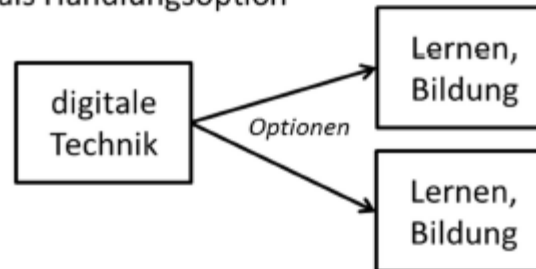 als Handlungsoption
digitale
Technik
Optionen
Lernen,
Bildung
Lernen,
Bildung